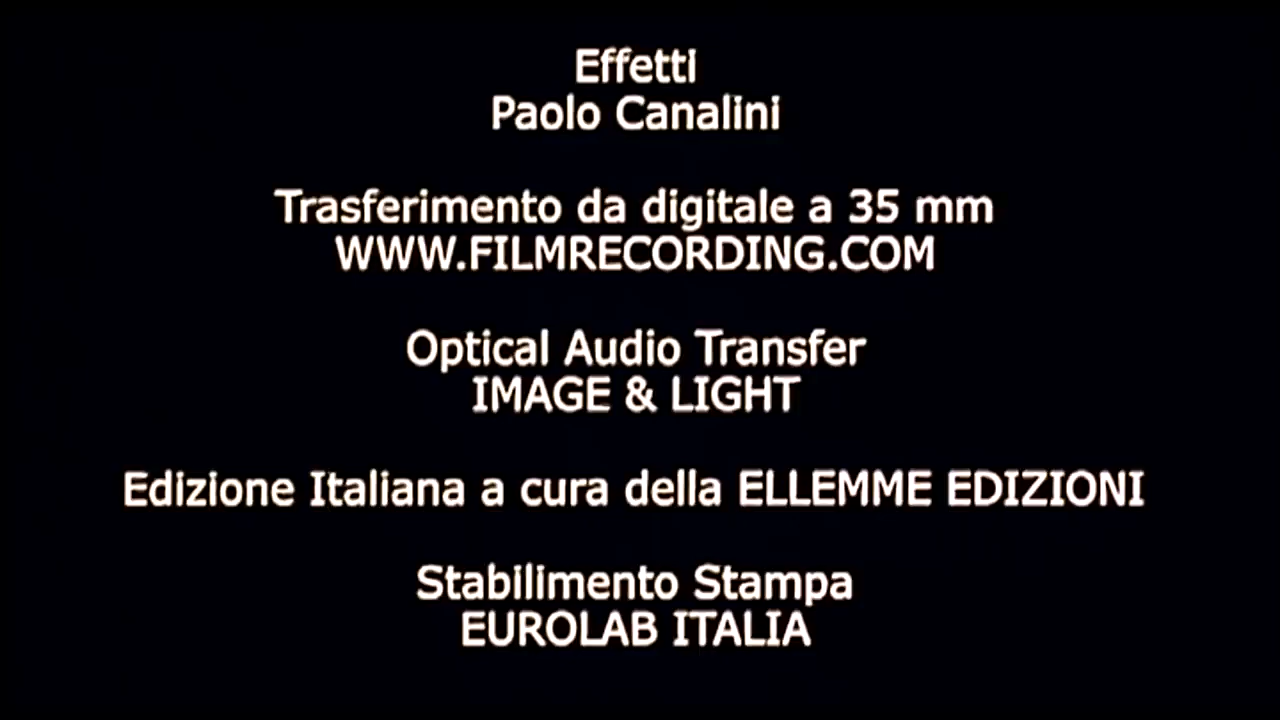 Effetti
Paolo Canalini
Trasferimento da digitale a 35 mm
WWW.FILMRECORDING.COM
Optical Audio Transfer
IMAGE & LIGHT
Edizione Italiana a cura della ELLEMME EDIZIONI
Stabilimento Stampa
EUROLAB ITALIA